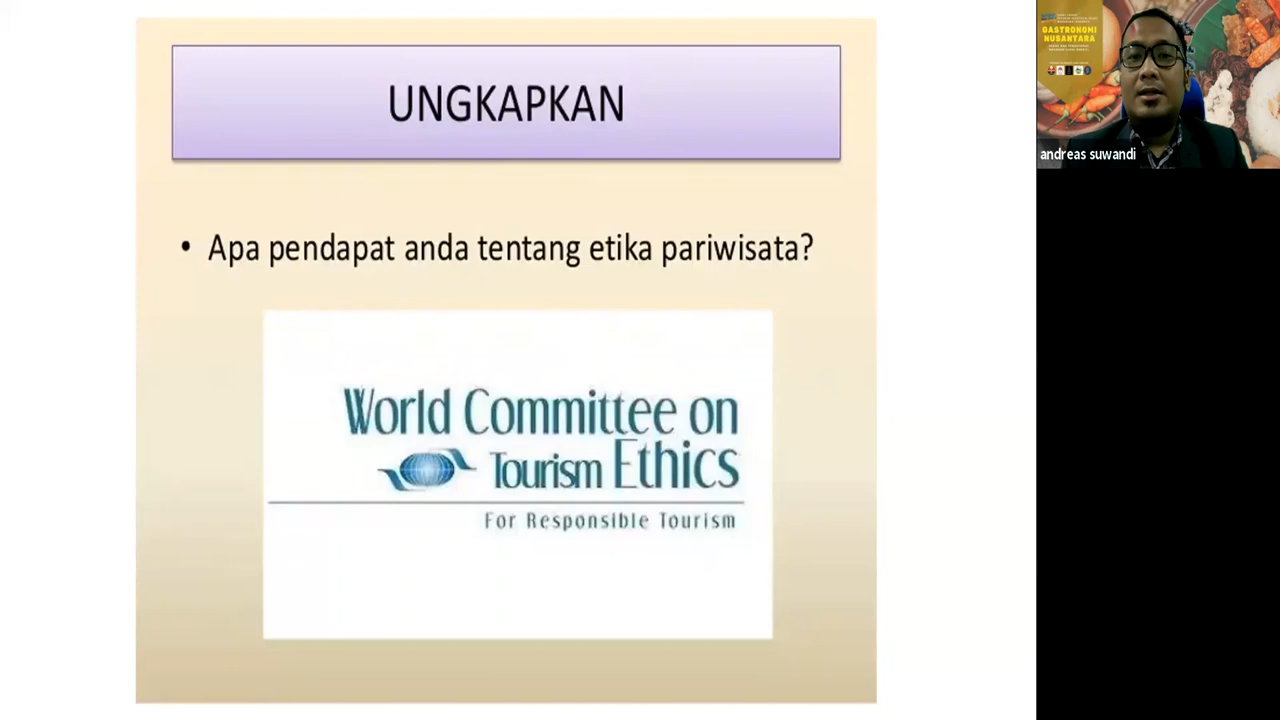 UNGKAPKAN
• Apa pendapat anda tentang etika pariwisata?
World Committee on
Tourism Ethics
For Responsible Tourism
GASTRONOMI
NUSANTARA
andreas suwandi